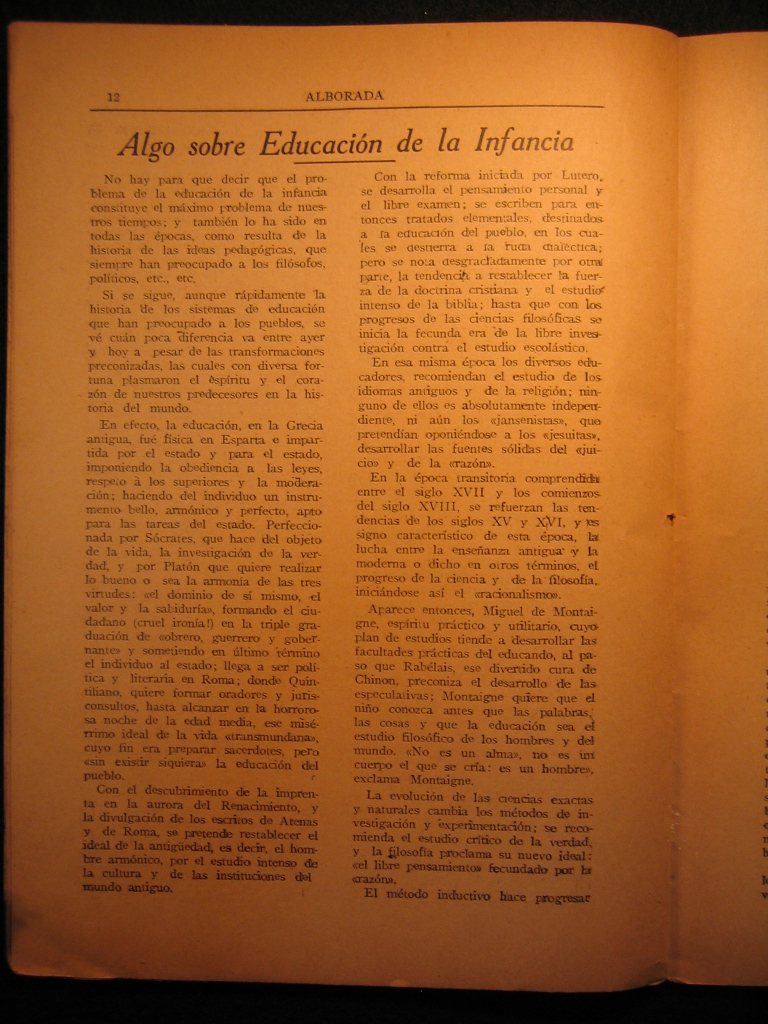 12
ALBORADA
Algo sobre Educación de la Infancia
No hay para que decir que el pro-
blema de la educación de la infancia
constituye el máximo problema de nues-
tros tiempos; y también lo ha sido en
todas las épocas, como resulta de la
historia de las ideas pedagógicas, que
siempre han preocupado a los filósofos,
políticos, etc., etc.
Si se sigue, aunque rápidamente la
historia de los sistemas de educación
que han preocupado a los pueblos, se
vé cuán poca diferencia va entre ayer
y hoy a pesar de las transformaciones
preconizadas, las cuales con diversa for-
tuna plasmaron el espíritu y el cora-
zón de nuestros predecesores en la his-
toria del mundo.
En efecto, la educación, en la Grecia
antigua, fué física en Esparta e impar-
tida por el estado y para el estado,
imponiendo la obediencia a las leyes,
respeto á los superiores y la modera-
ción; haciendo del individuo un instru-
mento bello, armónico y perfecto, apto
para las tareas del estado. Perfeccio-
nada por Sócrates, que hace del objeto
de la vida, la investigación de la ver-
dad, y por Platón que quiere realizar
lo bueno o sea la armonía de las tres
virtudes: «el dominio de sí mismo, el
valor y la sabiduría», formando el ciu-
dadano (cruel ironía!) en la triple gra-
duación de «obrero, guerrero y gober-
nante» y sometiendo en último término
el individuo al estado; llega a ser polí-
tica y literaria en Roma; donde Quin-
tiliano, quiere formar oradores y juris-
consultos, hasta alcanzar en la horroro-
sa noche de la edad media, ese misé-
rrimo ideal de la vida «transmundana»,
cuyo fin era preparar sacerdotes, pero
«sin existir siquiera» la educación del
pueblo.
Con el descubrimiento de la impren-
ta en la aurora del Renacimiento, y
la divulgación de los escritos de Atenas
y de Roma, se pretende restablecer el
ideal de la antigüedad, es decir, el hom-
bre armónico, por el estudio intenso de
la cultura y de las instituciones del
mundo antiguo.
Con la reforma iniciada por Lutero,
se desarrolla el pensamiento personal y
el libre examen; se escriben para en-
tonces tratados elementales, destinados
a la educación del pueblo, en los cua-
les se destierra a la ruda dialéctica;
pero se nota desgraciadamente por otra
parte, la tendencia a restablecer la fuer-
za de la doctrina cristiana y el estudio
intenso de la biblia; hasta que con los
progresos de las ciencias filosóficas se
inicia la fecunda era de la libre inves-
tigación contra el estudio escolástico.
En esa misma época los diversos edu-
cadores, recomiendan el estudio de los
idiomas antiguos y de la religión; nin-
guno de ellos es absolutamente indepen-
diente, ni aún los «jansenistas», que
pretendían oponiéndose a los «jesuitas»,
desarrollar las fuentes sólidas del «jui-
cio» y de la «razón».
En la época transitoria comprendida
entre el siglo XVII y los comienzos
del siglo XVIII, se refuerzan las ten-
dencias de los siglos XV y XVI, y es
signo característico de esta época, la
lucha entre la enseñanza antigua y la
moderna o dicho en otros términos, el
progreso de la ciencia y de la filosofía,
iniciándose así el «racionalismo».
Aparece entonces, Miguel de Montai-
gne, espíritu práctico y utilitario, cuyo
plan de estudios tiende a desarrollar las
facultades prácticas del educando, al pa-
so que Rabélais, ese divertido cura de
Chinon, preconiza el desarrollo de las
especulativas; Montaigne quiere que el
niño conozca antes que las palabras,
las cosas y que la educación sea el
estudio filosófico de los hombres y del
mundo. «No es un alma», no es un
cuerpo el que se cría: es un hombre»,
exclama Montaigne.
La evolución de las ciencias exactas
y naturales cambia los métodos de in-
vestigación y experimentación; se reco-
mienda el estudio crítico de la verdad,
y la filosofía proclama su nuevo ideal:
«el libre pensamiento» fecundado por la
«razón».
El método inductivo hace progresar